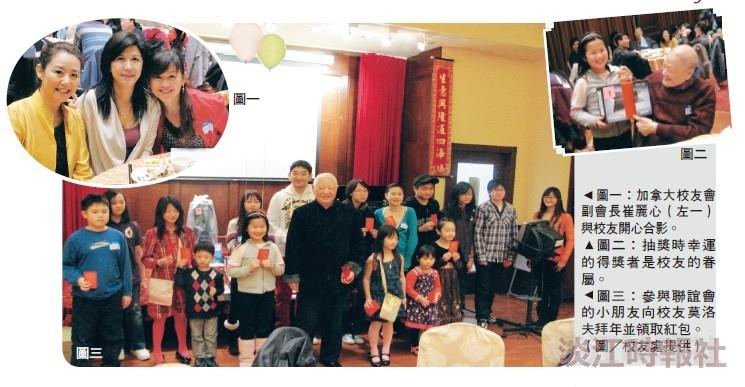 圖一
生意興隆通四海
圖二
◄圖一：加拿大校友會
副會長崔麗心（左一）
與校友開心合影。
▲圖二：抽獎時幸運
的得獎者是校友的眷
屬。
◄圖三：參與聯誼會
的小朋友向校友莫洛
夫拜年並領取紅包。
（圖／校友處提供）
圖三
淡江時報社